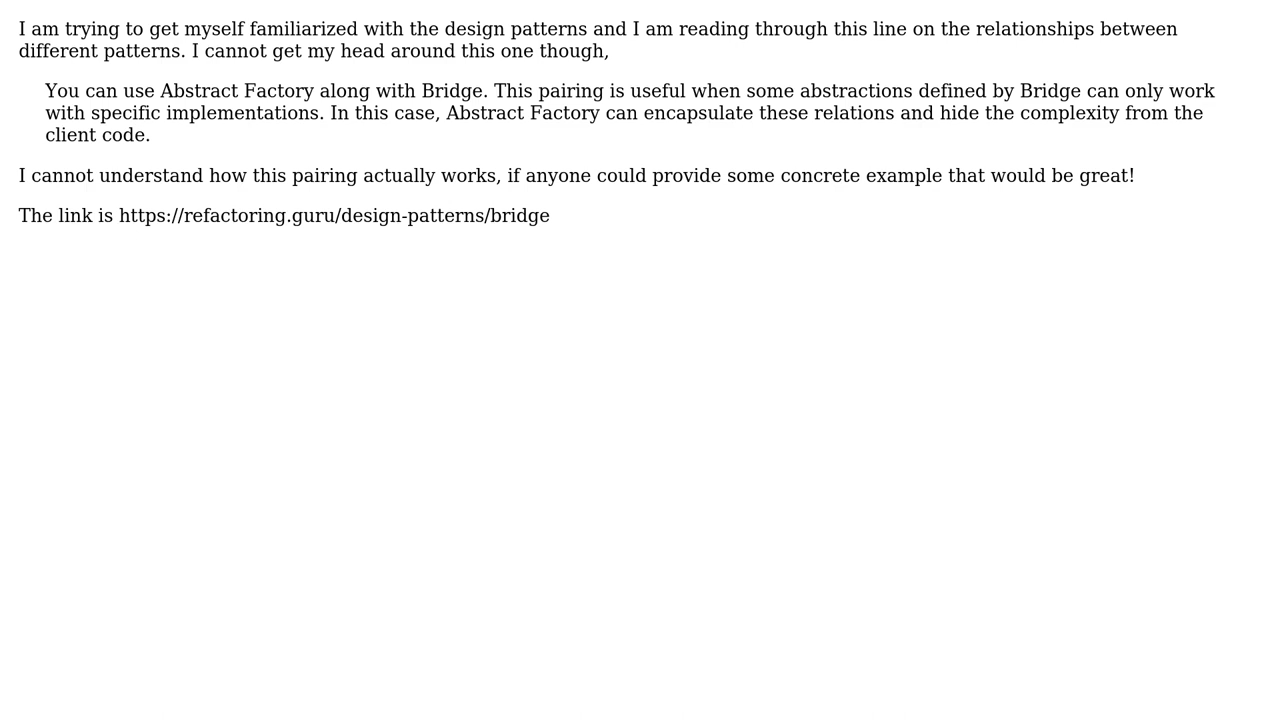 I am trying to get myself familiarized with the design patterns and I am reading through this line on the relationships between
different patterns. I cannot get my head around this one though,
You can use Abstract Factory along with Bridge. This pairing is useful when some abstractions defined by Bridge can only work
with specific implementations. In this case, Abstract Factory can encapsulate these relations and hide the complexity from the
client code.
I cannot understand how this pairing actually works, if anyone could provide some concrete example that would be great!
The link is https://refactoring.guru/design-patterns/bridge